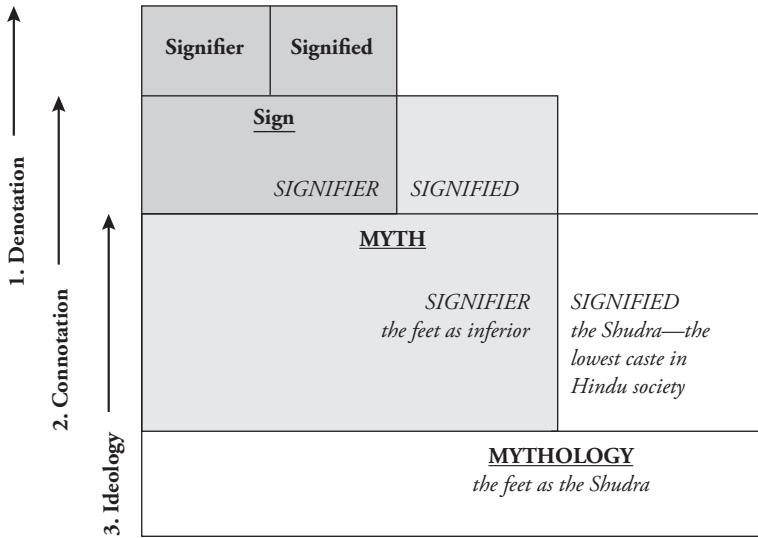 Signifier
Signified
Sign
SIGNIFIER
SIGNIFIED
MYTH
SIGNIFIER
the feet as inferior
SIGNIFIED
the Shudra—the
lowest caste in
Hindu society
MYTHOLOGY
the feet as the Shudra
1. Denotation
2. Connotation
3. Ideology